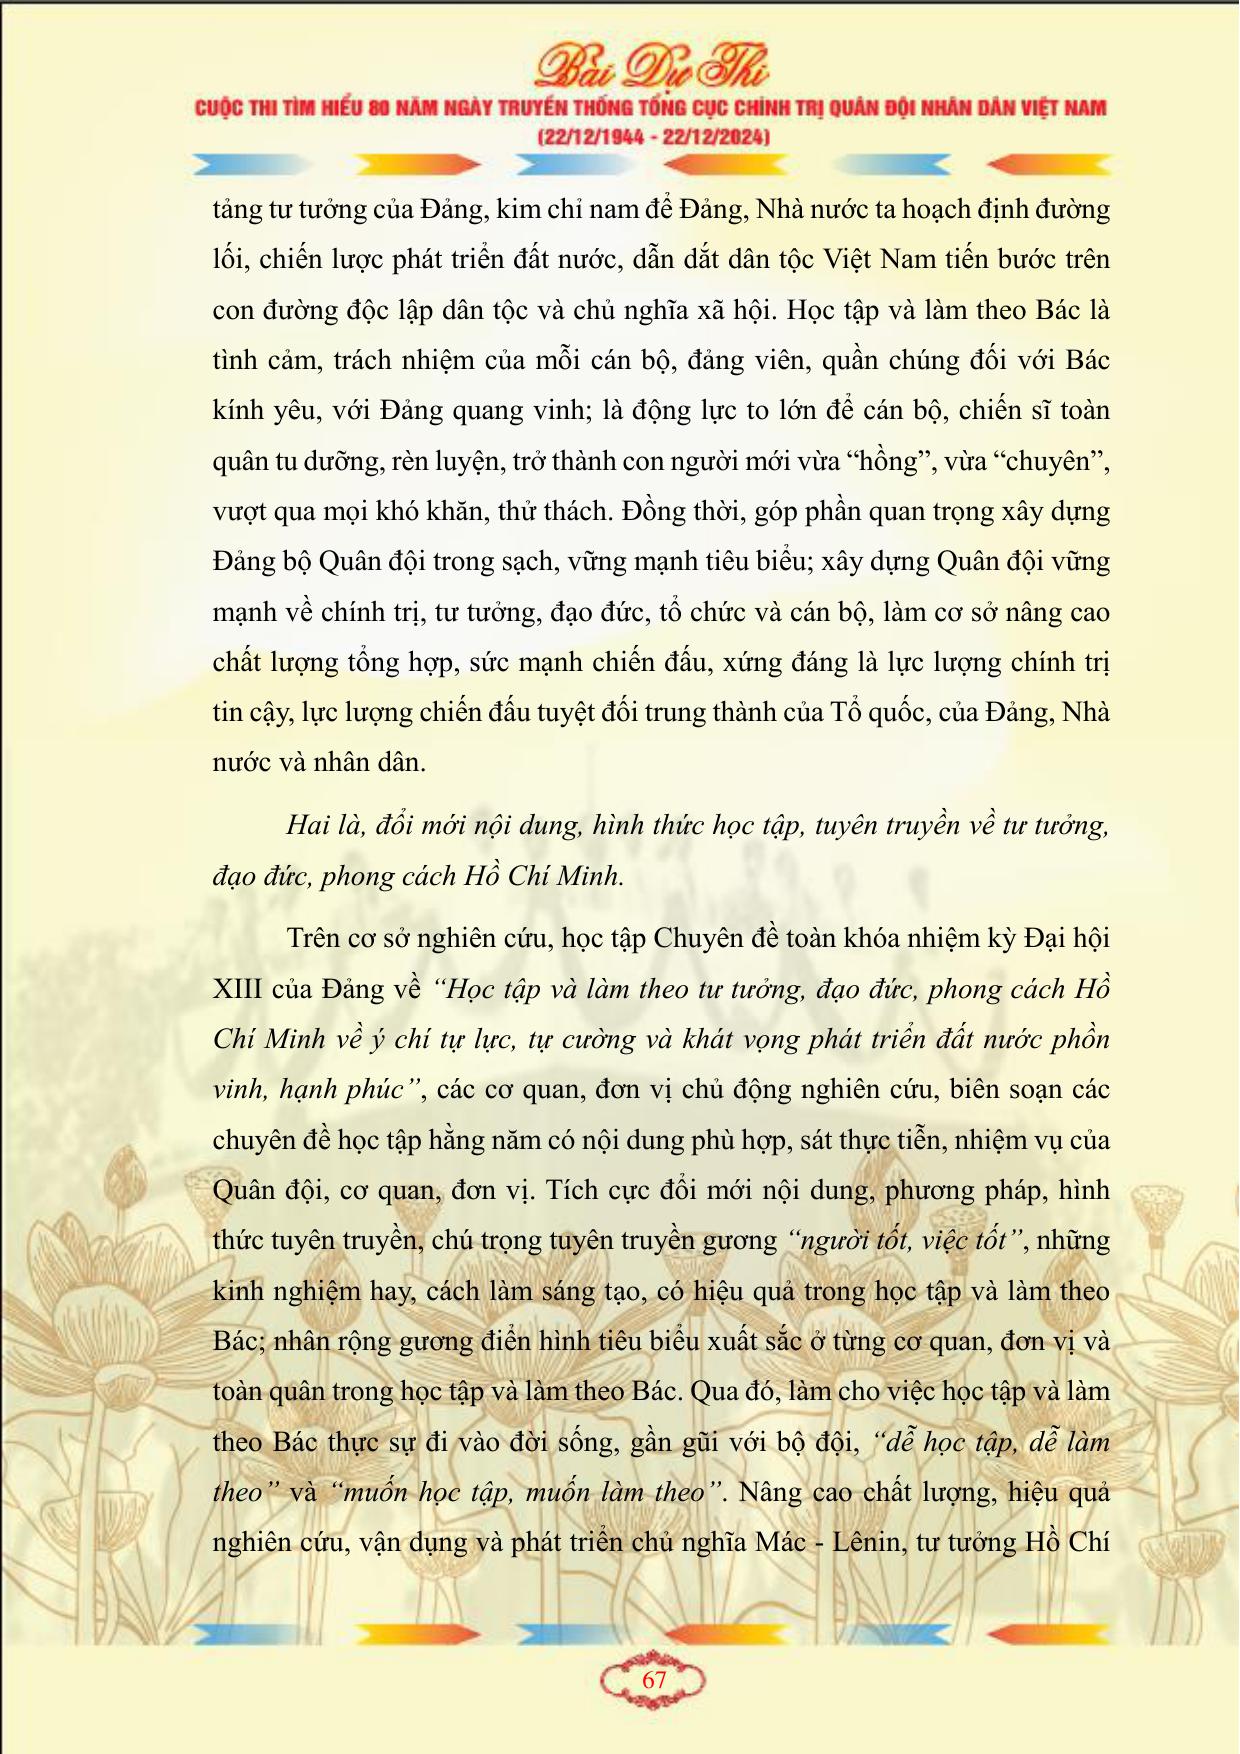 Bài Dự Thi
CUỘC THI TÌM HIỂU 80 NĂM NGÀY TRUYỀN THỐNG TỔNG CỤC CHÍNH TRỊ QUÂN ĐỘI NHÂN DÂN VIỆT NAM
(22/12/1944 - 22/12/2024)
tảng tư tưởng của Đảng, kim chỉ nam để Đảng, Nhà nước ta hoạch định đường
lối, chiến lược phát triển đất nước, dẫn dắt dân tộc Việt Nam tiến bước trên
con đường độc lập dân tộc và chủ nghĩa xã hội. Học tập và làm theo Bác là
tình cảm, trách nhiệm của mỗi cán bộ, đảng viên, quần chúng đối với Bác
kính yêu, với Đảng quang vinh; là động lực to lớn để cán bộ, chiến sĩ toàn
quân tu dưỡng, rèn luyện, trở thành con người mới vừa “hồng”, vừa “chuyên”,
vượt qua mọi khó khăn, thử thách. Đồng thời, góp phần quan trọng xây dựng
Đảng bộ Quân đội trong sạch, vững mạnh tiêu biểu; xây dựng Quân đội vững
mạnh về chính trị, tư tưởng, đạo đức, tổ chức và cán bộ, làm cơ sở nâng cao
chất lượng tổng hợp, sức mạnh chiến đấu, xứng đáng là lực lượng chính trị
tin cậy, lực lượng chiến đấu tuyệt đối trung thành của Tổ quốc, của Đảng, Nhà
nước và nhân dân.
Hai là, đổi mới nội dung, hình thức học tập, tuyên truyền về tư tưởng,
đạo đức, phong cách Hồ Chí Minh.
Trên cơ sở nghiên cứu, học tập Chuyên đề toàn khóa nhiệm kỳ Đại hội
XIII của Đảng về “Học tập và làm theo tư tưởng, đạo đức, phong cách Hồ
Chí Minh về ý chí tự lực, tự cường và khát vọng phát triển đất nước phồn
vinh, hạnh phúc”, các cơ quan, đơn vị chủ động nghiên cứu, biên soạn các
chuyên đề học tập hằng năm có nội dung phù hợp, sát thực tiễn, nhiệm vụ của
Quân đội, cơ quan, đơn vị. Tích cực đổi mới nội dung, phương pháp, hình
thức tuyên truyền, chú trọng tuyên truyền gương “người tốt, việc tốt”, những
kinh nghiệm hay, cách làm sáng tạo, có hiệu quả trong học tập và làm theo
Bác; nhân rộng gương điển hình tiêu biểu xuất sắc ở từng cơ quan, đơn vị và
toàn quân trong học tập và làm theo Bác. Qua đó, làm cho việc học tập và làm
theo Bác thực sự đi vào đời sống, gần gũi với bộ đội, “dễ học tập, dễ làm
theo” và “muốn học tập, muốn làm theo”. Nâng cao chất lượng, hiệu quả
nghiên cứu, vận dụng và phát triển chủ nghĩa Mác - Lênin, tư tưởng Hồ Chí
67